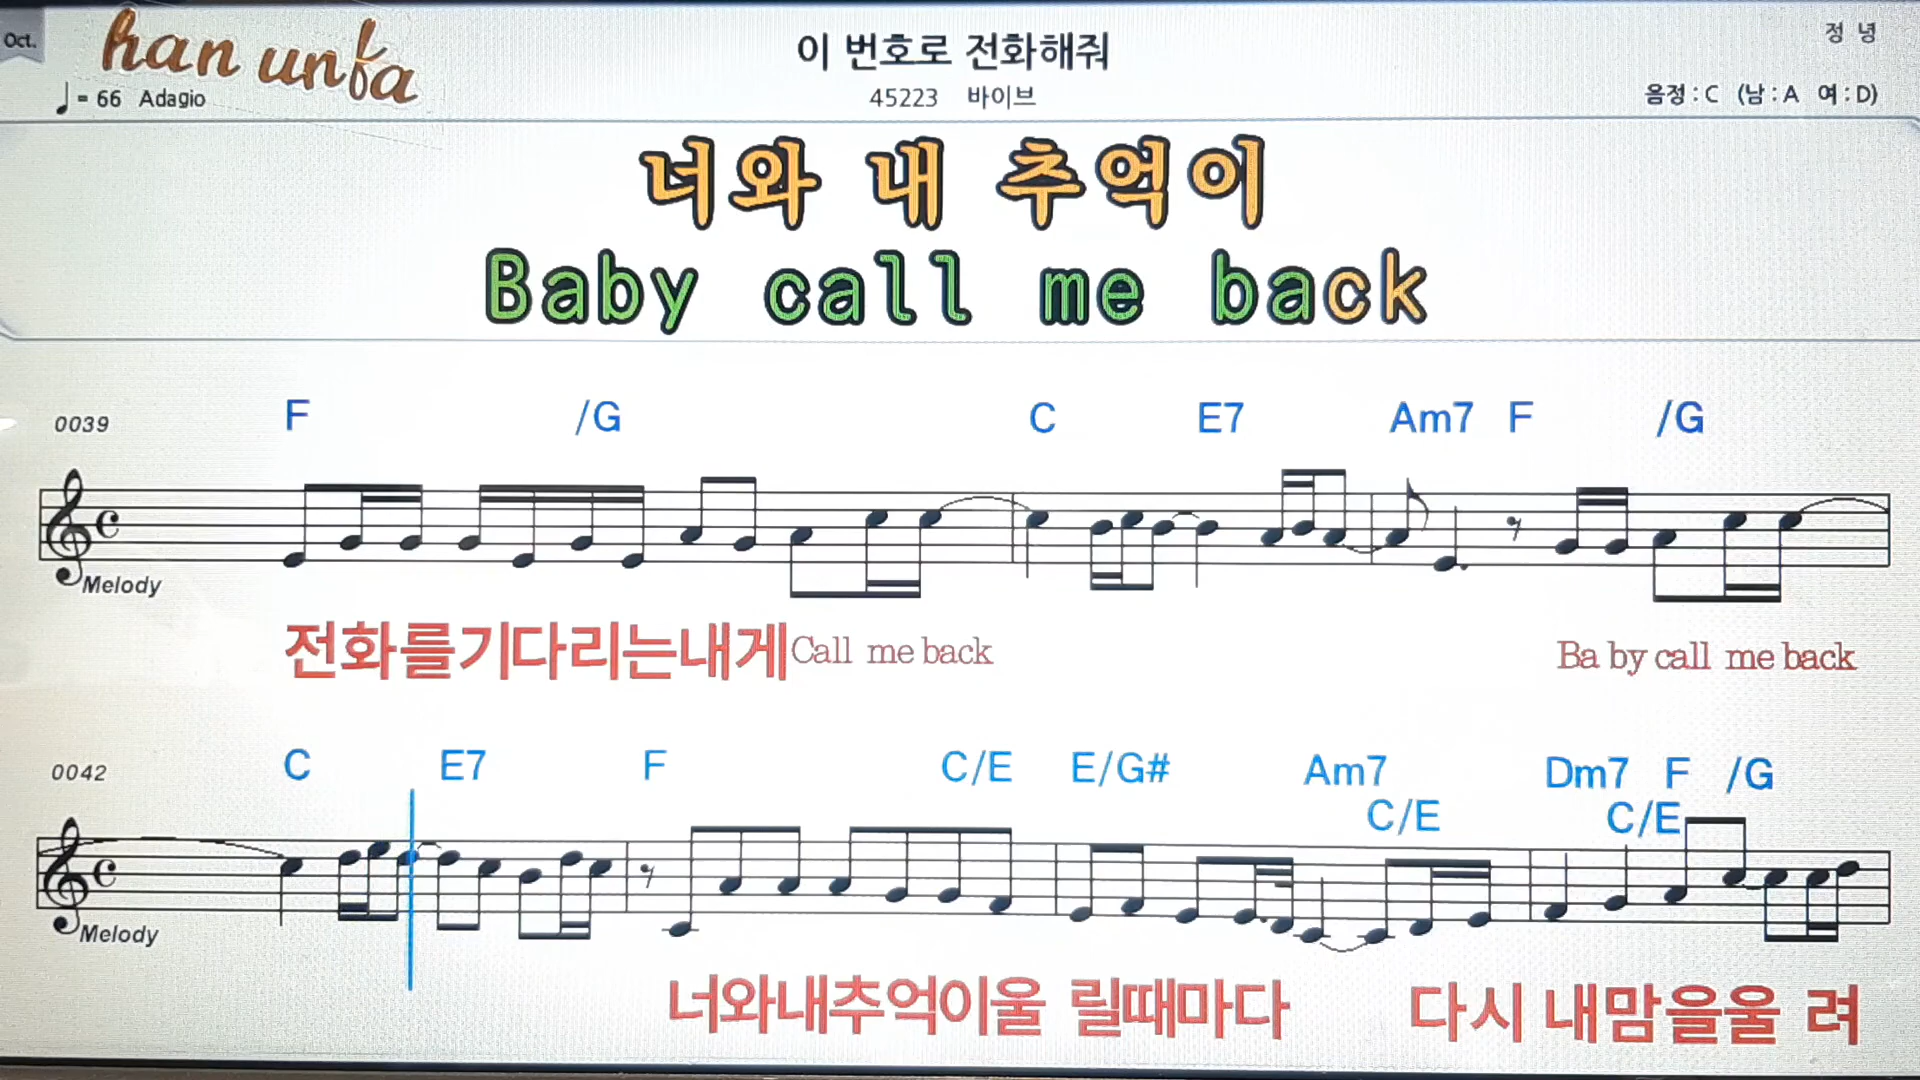 Oct.
han unfa
이 번호로 전화해줘
정 녕
♩= 66 Adagio
45223 바이브
음정 : C (남 : A 여 : D)
너와 내 추억이
Baby call me back
0039 F /G C E7 Am7 F /G
Melody
전화를기다리는내게Call me back Ba by call me back
0042 C E7 F C/E E/G# Am7 Dm7 F /G
C/E C/E
Melody
너와내추억이울 릴때마다 다시 내맘을울 려